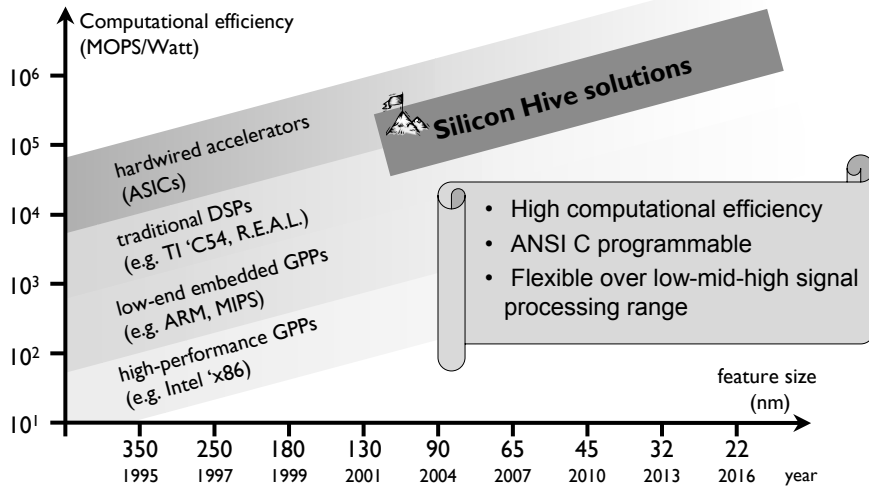 Computational efficiency
(MOPS/Watt)
10⁶
10⁵
10⁴
10³
10²
10¹
hardwired accelerators
(ASICs)
traditional DSPs
(e.g. TI ‘C54, R.E.A.L.)
low-end embedded GPPs
(e.g. ARM, MIPS)
high-performance GPPs
(e.g. Intel ‘x86)
Silicon Hive solutions
• High computational efficiency
• ANSI C programmable
• Flexible over low-mid-high signal
processing range
feature size
(nm)
350 250 180 130 90 65 45 32 22
1995 1997 1999 2001 2004 2007 2010 2013 2016 year